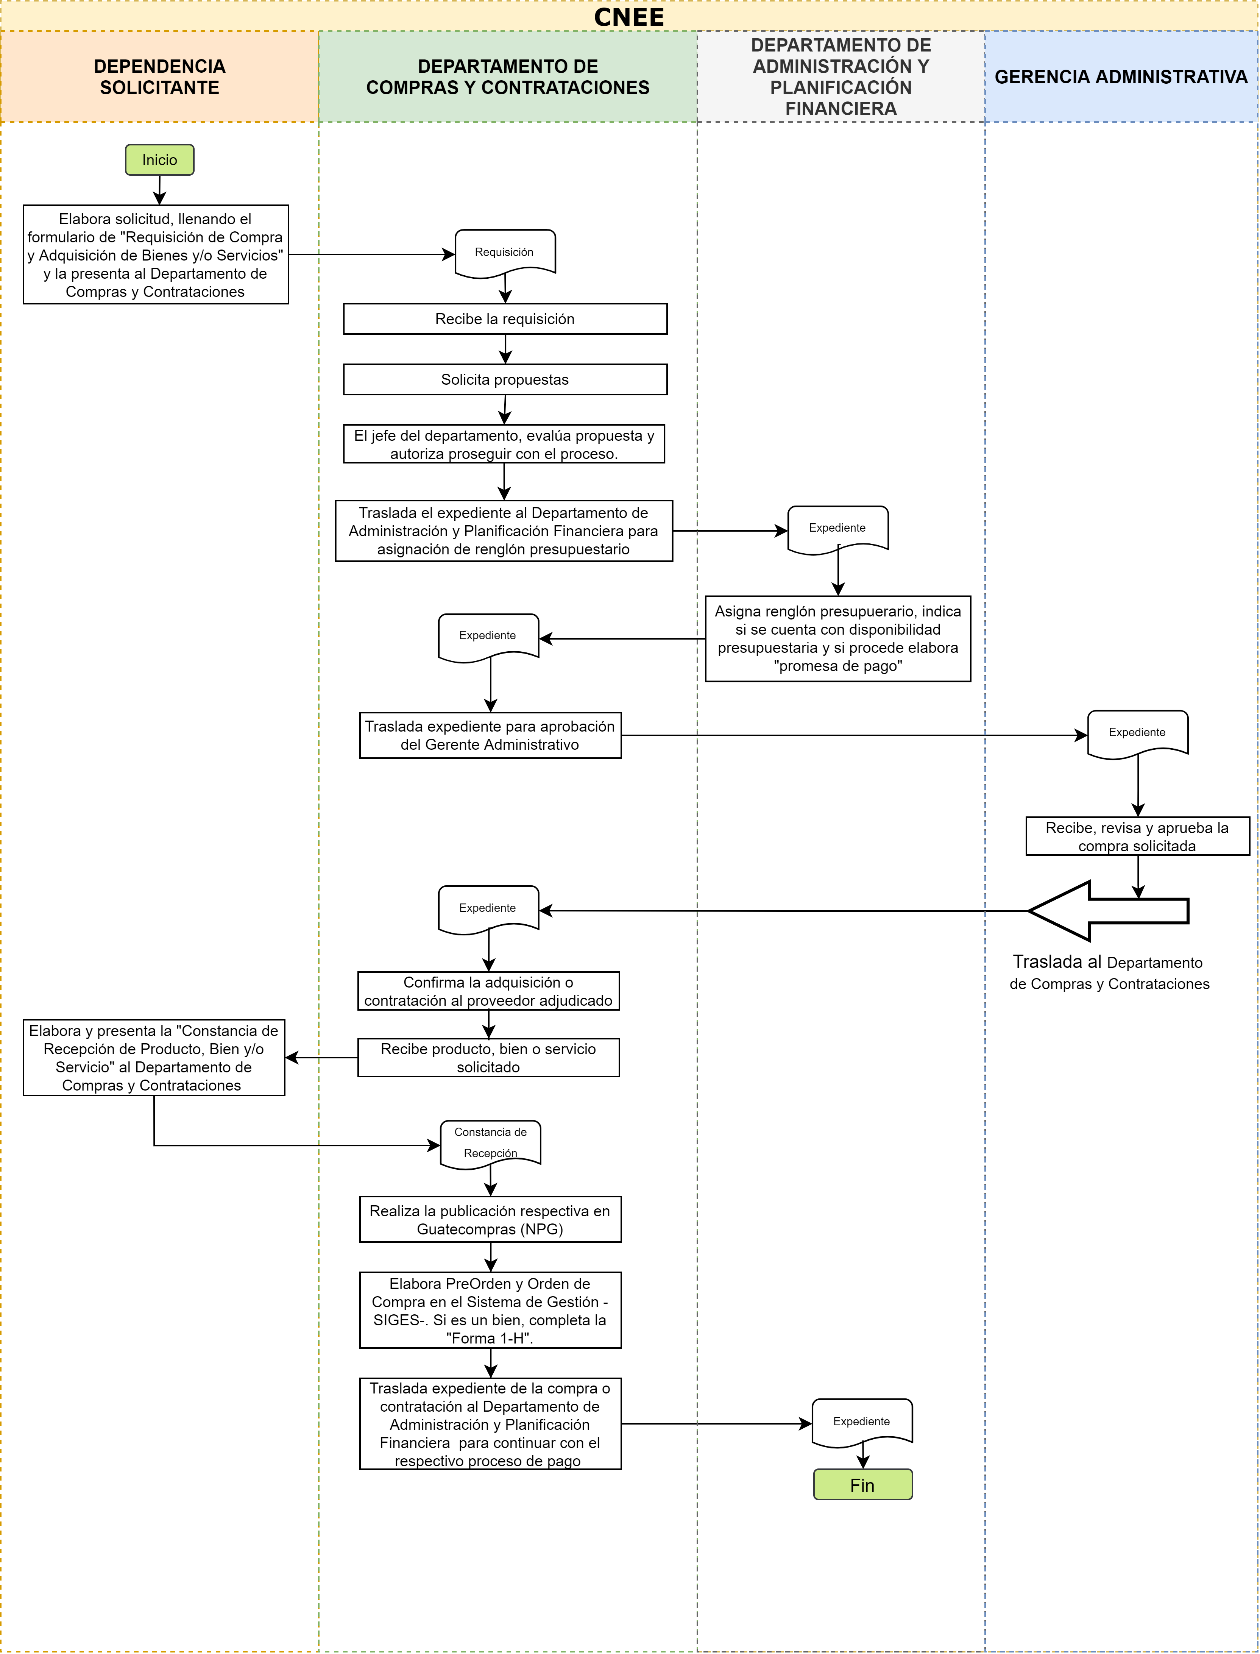 CNEE
DEPENDENCIA
SOLICITANTE
DEPARTAMENTO DE
COMPRAS Y CONTRATACIONES
DEPARTAMENTO DE
ADMINISTRACIÓN Y
PLANIFICACIÓN
FINANCIERA
GERENCIA ADMINISTRATIVA
Inicio
Elabora solicitud, llenando el
formulario de "Requisición de Compra
y Adquisición de Bienes y/o Servicios"
y la presenta al Departamento de
Compras y Contrataciones
Requisición
Recibe la requisición
Solicita propuestas
El jefe del departamento, evalúa propuesta y
autoriza proseguir con el proceso.
Traslada el expediente al Departamento de
Administración y Planificación Financiera para
asignación de renglón presupuestario
Expediente
Asigna renglón presupuerario, indica
si se cuenta con disponibilidad
presupuestaria y si procede elabora
"promesa de pago"
Expediente
Traslada expediente para aprobación
del Gerente Administrativo
Expediente
Recibe, revisa y aprueba la
compra solicitada
Traslada al Departamento
de Compras y Contrataciones
Expediente
Confirma la adquisición o
contratación al proveedor adjudicado
Recibe producto, bien o servicio
solicitado
Elabora y presenta la "Constancia de
Recepción de Producto, Bien y/o
Servicio" al Departamento de
Compras y Contrataciones
Constancia de
Recepción
Realiza la publicación respectiva en
Guatecompras (NPG)
Elabora PreOrden y Orden de
Compra en el Sistema de Gestión -
SIGES-. Si es un bien, completa la
"Forma 1-H".
Traslada expediente de la compra o
contratación al Departamento de
Administración y Planificación
Financiera para continuar con el
respectivo proceso de pago
Expediente
Fin